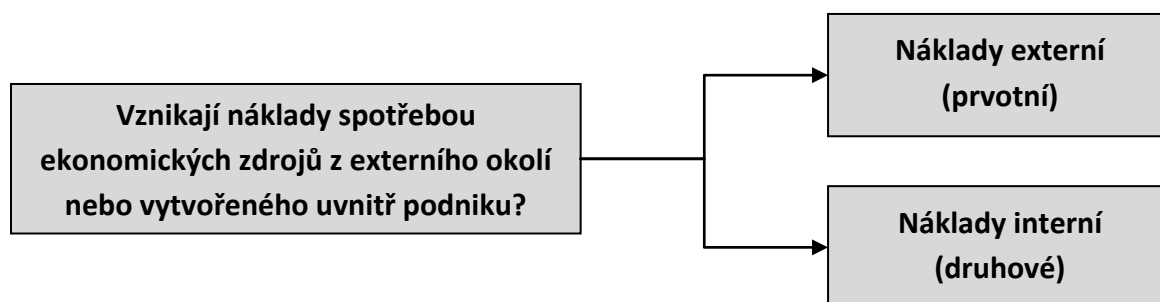 Vznikají náklady spotřebou
ekonomických zdrojů z externího okolí
nebo vytvořeného uvnitř podniku?
Náklady externí
(prvotní)
Náklady interní
(druhové)